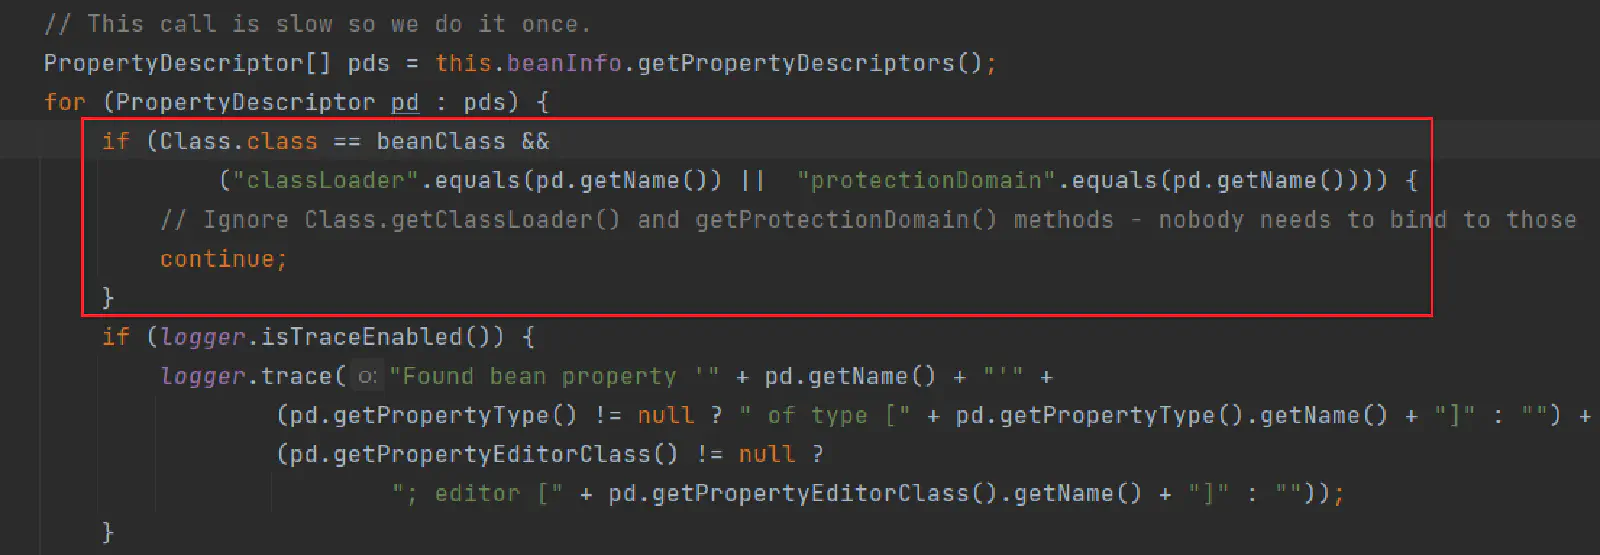 // This call is slow so we do it once.
PropertyDescriptor[] pds = this.beanInfo.getPropertyDescriptors();
for (PropertyDescriptor pd : pds) {
if (Class.class == beanClass &&
("classLoader".equals(pd.getName()) || "protectionDomain".equals(pd.getName()))) {
// Ignore Class.getClassLoader() and getProtectionDomain() methods - nobody needs to bind to those
continue;
}
if (logger.isTraceEnabled()) {
logger.trace( o: "Found bean property '" + pd.getName() + "'" +
(pd.getPropertyType() != null ? " of type [" + pd.getPropertyType().getName() + "]" : "") +
(pd.getPropertyEditorClass() != null ?
"; editor [" + pd.getPropertyEditorClass().getName() + "]" : ""));
}